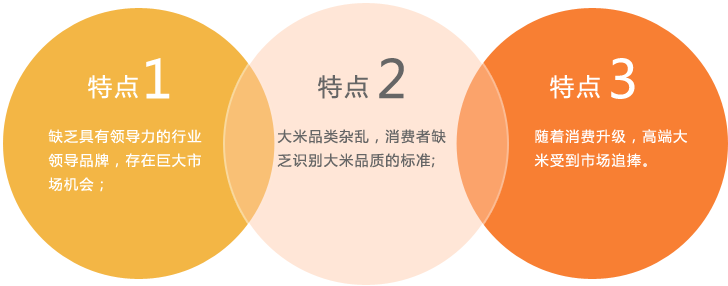 特点1
缺乏具有领导力的行业
领导品牌，存在巨大市
场机会；
特点2
大米品类杂乱，消费者缺
乏识别大米品质的标准;
特点3
随着消费升级，高端大
米受到市场追捧。